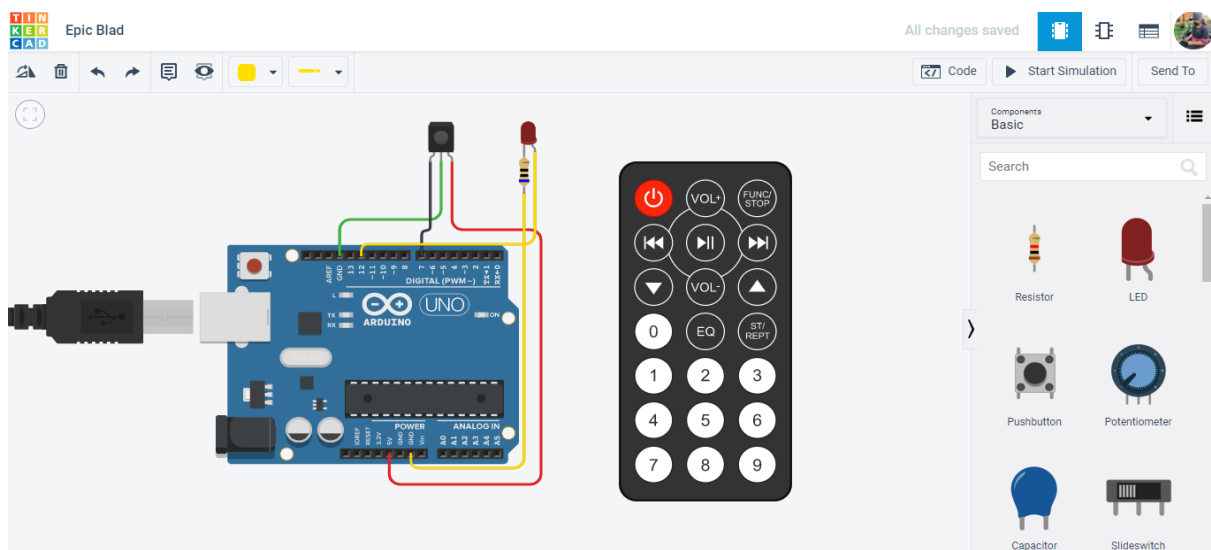 TIN
KER
CAD
Epic Blad
All changes saved
Code
Start Simulation
Send To
Components
Basic
Search
Resistor
LED
Pushbutton
Potentiometer
Capacitor
Slideswitch
AREF
GND
13
12
~11
~10
~9
8
7
~6
~5
4
~3
2
TX→1
RX←0
DIGITAL (PWM ~)
L
TX
RX
UNO
ON
ARDUINO
POWER
ANALOG IN
IOREF
RESET
3.3V
5V
GND
GND
Vin
A0
A1
A2
A3
A4
A5
VOL+
FUNC/
STOP
VOL-
0
EQ
ST/
REPT
1 2 3
4 5 6
7 8 9